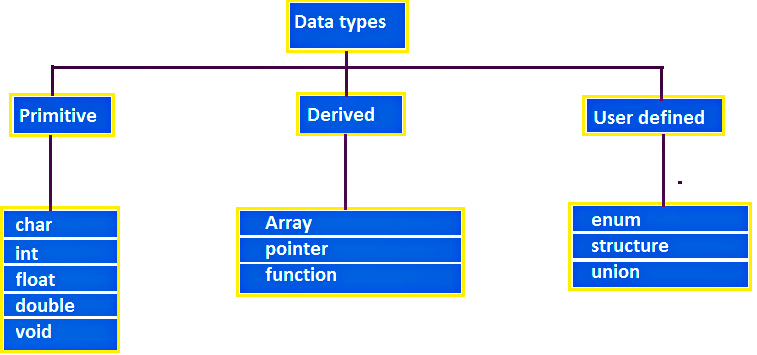 Data types
Primitive
Derived
User defined
char
int
float
double
void
Array
pointer
function
enum
structure
union